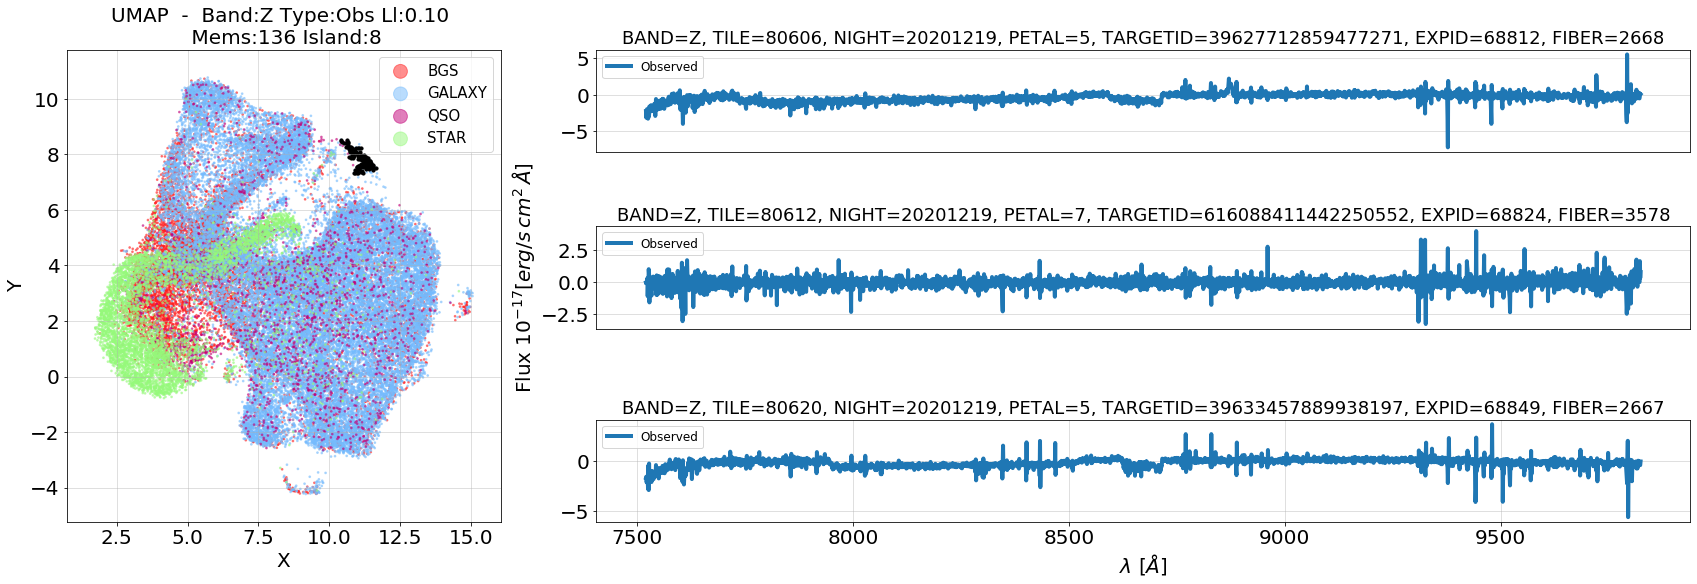 UMAP  -  Band:Z Type:Obs Ll:0.10
Mems:136 Island:8
BGS
GALAXY
QSO
STAR
10
8
6
4
2
0
−2
−4
Y
2.5
5.0
7.5
10.0
12.5
15.0
X
Flux 10⁻¹⁷[erg/s cm² Å]
BAND=Z, TILE=80606, NIGHT=20201219, PETAL=5, TARGETID=39627712859477271, EXPID=68812, FIBER=2668
Observed
5
0
−5
BAND=Z, TILE=80612, NIGHT=20201219, PETAL=7, TARGETID=616088411442250552, EXPID=68824, FIBER=3578
Observed
2.5
0.0
−2.5
BAND=Z, TILE=80620, NIGHT=20201219, PETAL=5, TARGETID=39633457889938197, EXPID=68849, FIBER=2667
Observed
0
−5
7500
8000
8500
9000
9500
λ [Å]